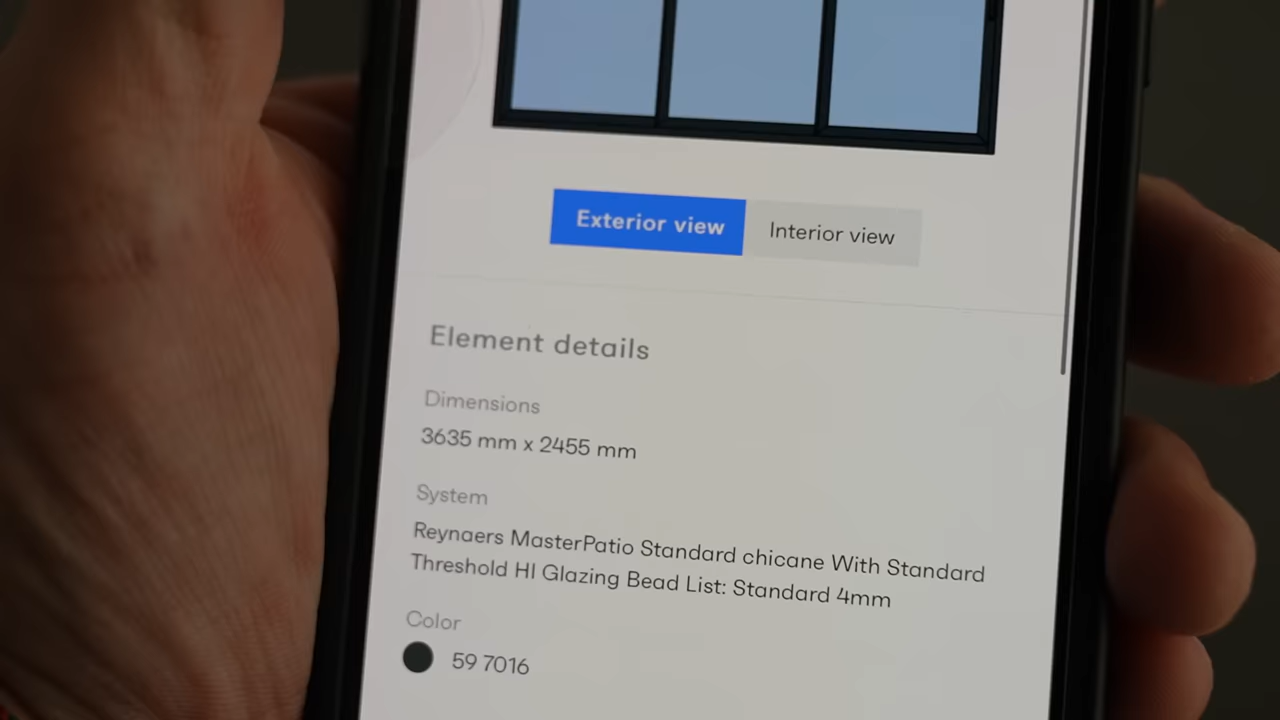 Exterior view
Interior view
Element details
Dimensions
3635 mm x 2455 mm
System
Reynaers MasterPatio Standard chicane With Standard
Threshold HI Glazing Bead List: Standard 4mm
Color
59 7016